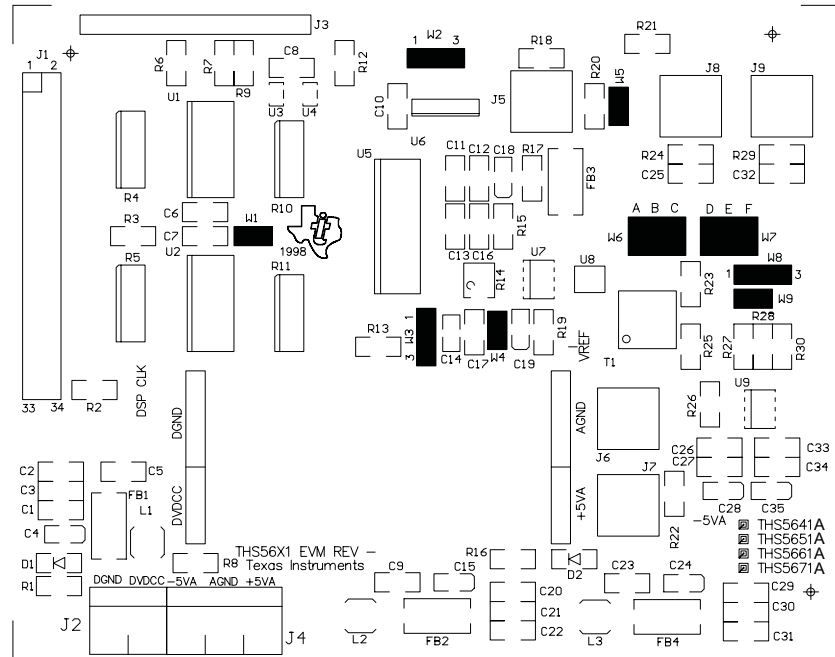 J3
J1
1 2
R6
R7
R9
C8
R12
W2
1 3
R18
R21
R20
W5
J8
J9
U1
U3
U4
C10
U6
J5
R4
R10
U5
C11
C12
C18
R17
FB3
R24
C25
R29
C32
R3
C6
C7
W1
1998
R15
A B C
D E F
W6
W7
R5
U2
R11
C13
C16
R14
U7
U8
R23
1 W8 3
W9
R13
1
W3
3
C14
C17
W4
C19
R19
VREF
T1
R25
R28
R27
R30
33 34
R2
DSP CLK
DGND
AGND
J6
R26
U9
C2
C3
C1
C5
FB1
L1
C4
DVDCC
+5VA
J7
R22
C26
C27
C33
C34
C28
C35
-5VA
THS5641A
THS5651A
THS5661A
THS5671A
D1
R1
R8
THS56X1 EVM REV -
Texas Instruments
R16
D2
DGND DVDCC -5VA AGND +5VA
C9
C15
C20
C21
C22
C23
C24
C29
C30
C31
J2
J4
L2
FB2
L3
FB4